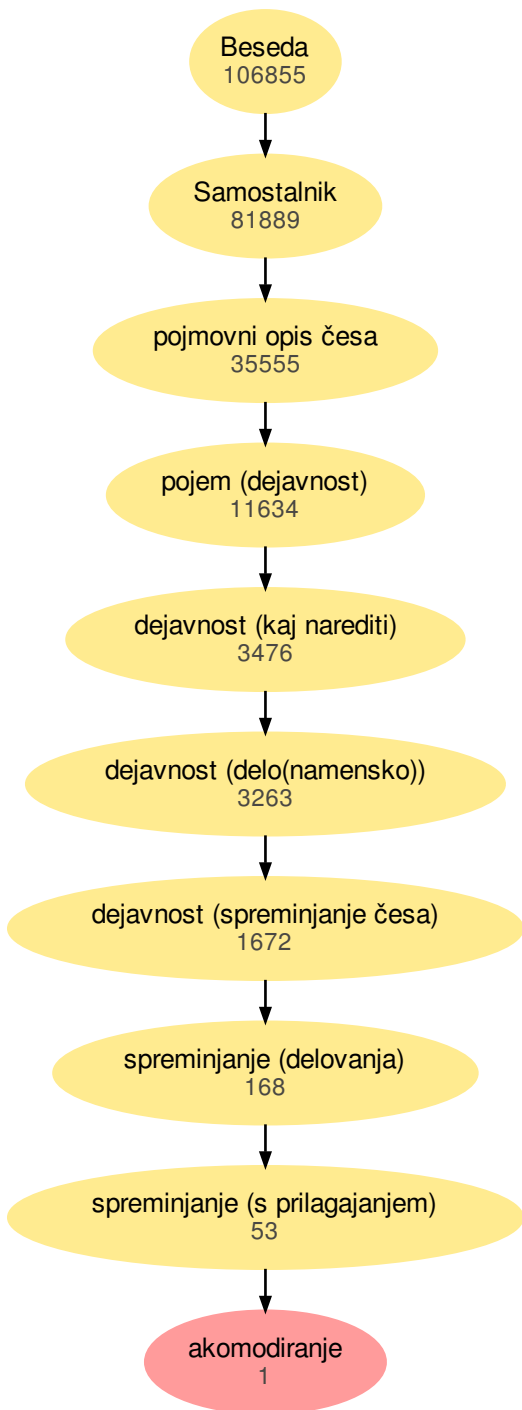 Beseda
106855
Samostalnik
81889
pojmovni opis česa
35555
pojem (dejavnost)
11634
dejavnost (kaj narediti)
3476
dejavnost (delo(namensko))
3263
dejavnost (spreminjanje česa)
1672
spreminjanje (delovanja)
168
spreminjanje (s prilagajanjem)
53
akomodiranje
1